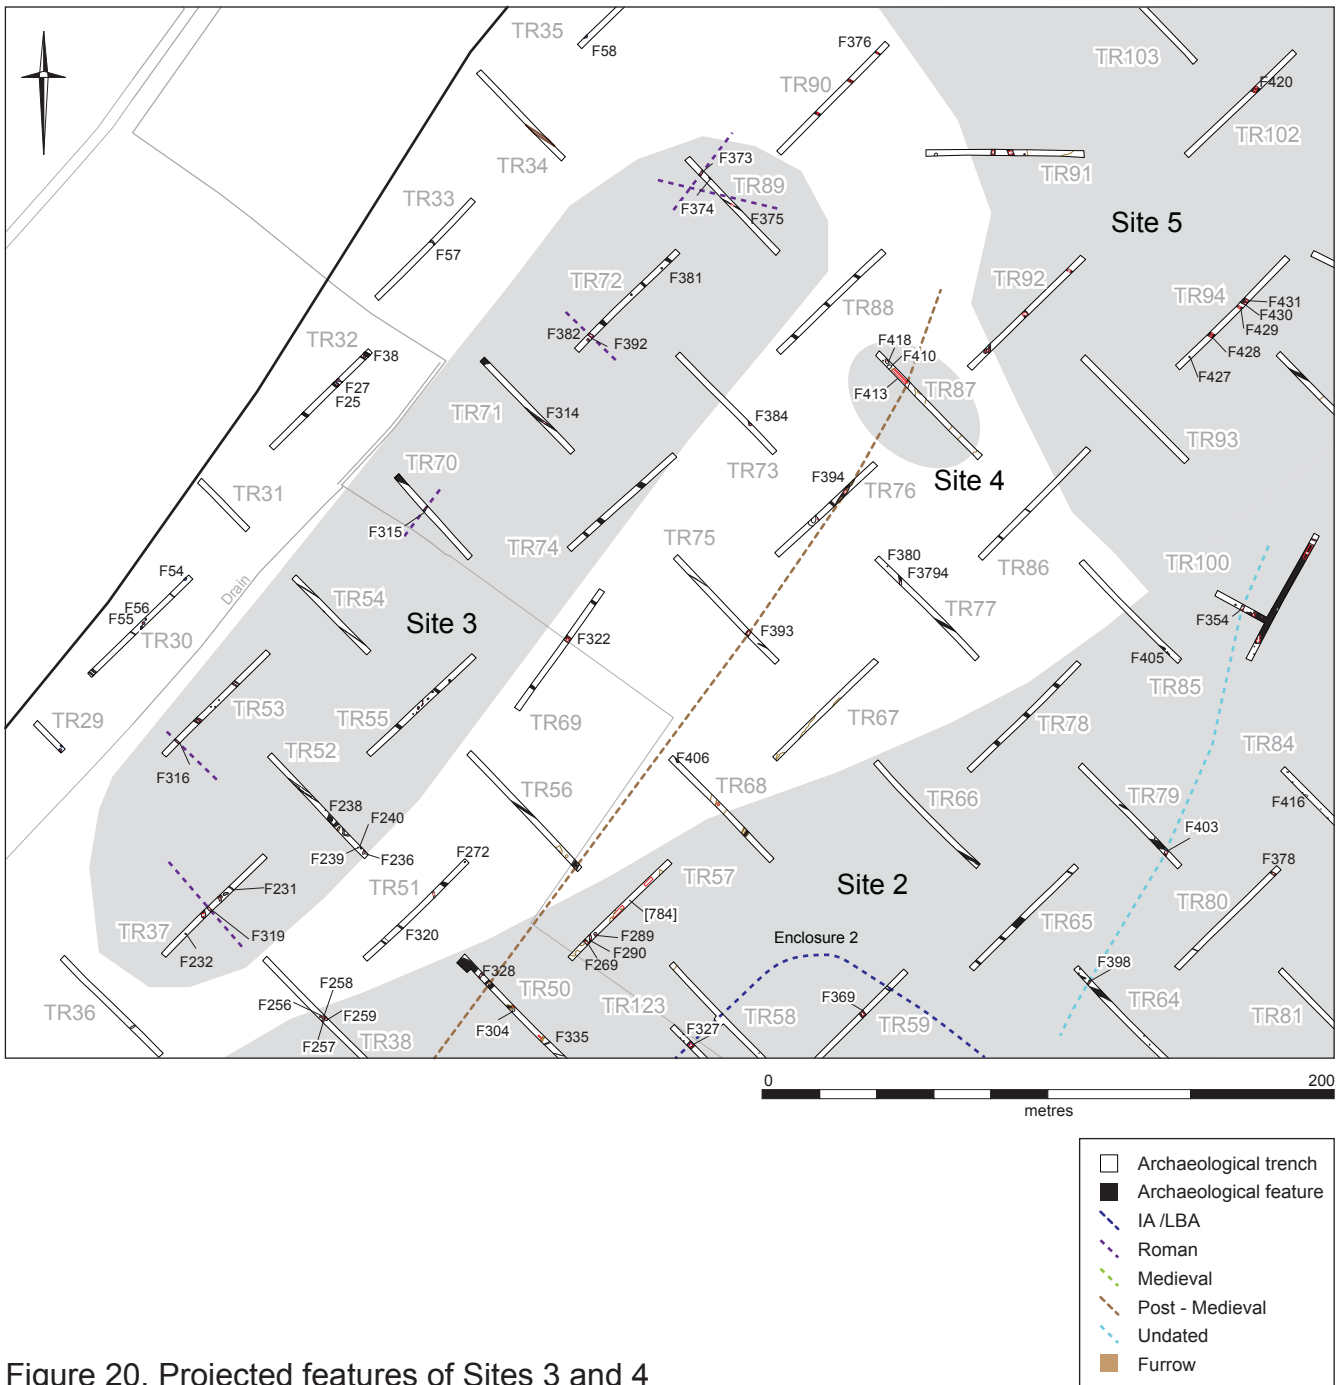 TR35
F58
F376
TR103
TR90
F420
TR102
TR34
TR91
F373
TR89
TR33
F374
F375
Site 5
F57
TR72
F381
TR88
TR92
TR94
F431
F430
F429
F428
F427
F382
F392
TR32
F38
F27
F25
F418
F410
F413
TR87
TR71
F314
F384
TR73
TR93
TR70
F394
TR76
Site 4
TR31
F315
TR74
TR75
F380
F3794
TR86
TR100
F54
Drain
TR54
F56
F55
TR30
Site 3
F322
F393
TR77
F354
F405
TR85
TR53
TR55
TR69
TR67
TR29
TR52
TR78
TR84
F316
F406
TR56
TR68
TR66
TR79
F416
F238
F240
F239
F236
F272
F403
TR51
TR57
Site 2
F378
F231
TR65
TR80
[784]
TR37
F319
F320
F289
F290
F269
Enclosure 2
F232
F328
TR50
F398
F258
F256
F259
TR123
F369
TR64
TR36
F257
TR38
F304
F335
F327
TR58
TR59
TR81
0
200
metres
Archaeological trench
Archaeological feature
IA /LBA
Roman
Medieval
Post - Medieval
Undated
Furrow
Figure 20. Projected features of Sites 3 and 4